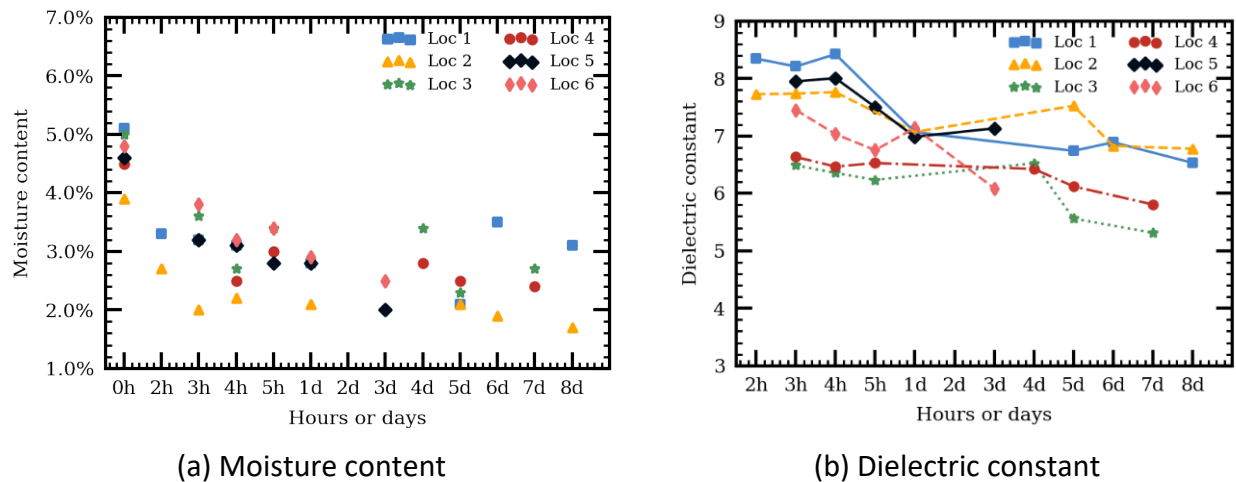 7.0%
6.0%
5.0%
4.0%
3.0%
2.0%
1.0%
Moisture content
Loc 1 Loc 4
Loc 2 Loc 5
Loc 3 Loc 6
0h 2h 3h 4h 5h 1d 2d 3d 4d 5d 6d 7d 8d
Hours or days
(a) Moisture content
9
8
7
6
5
4
3
Dielectric constant
Loc 1 Loc 4
Loc 2 Loc 5
Loc 3 Loc 6
2h 3h 4h 5h 1d 2d 3d 4d 5d 6d 7d 8d
Hours or days
(b) Dielectric constant